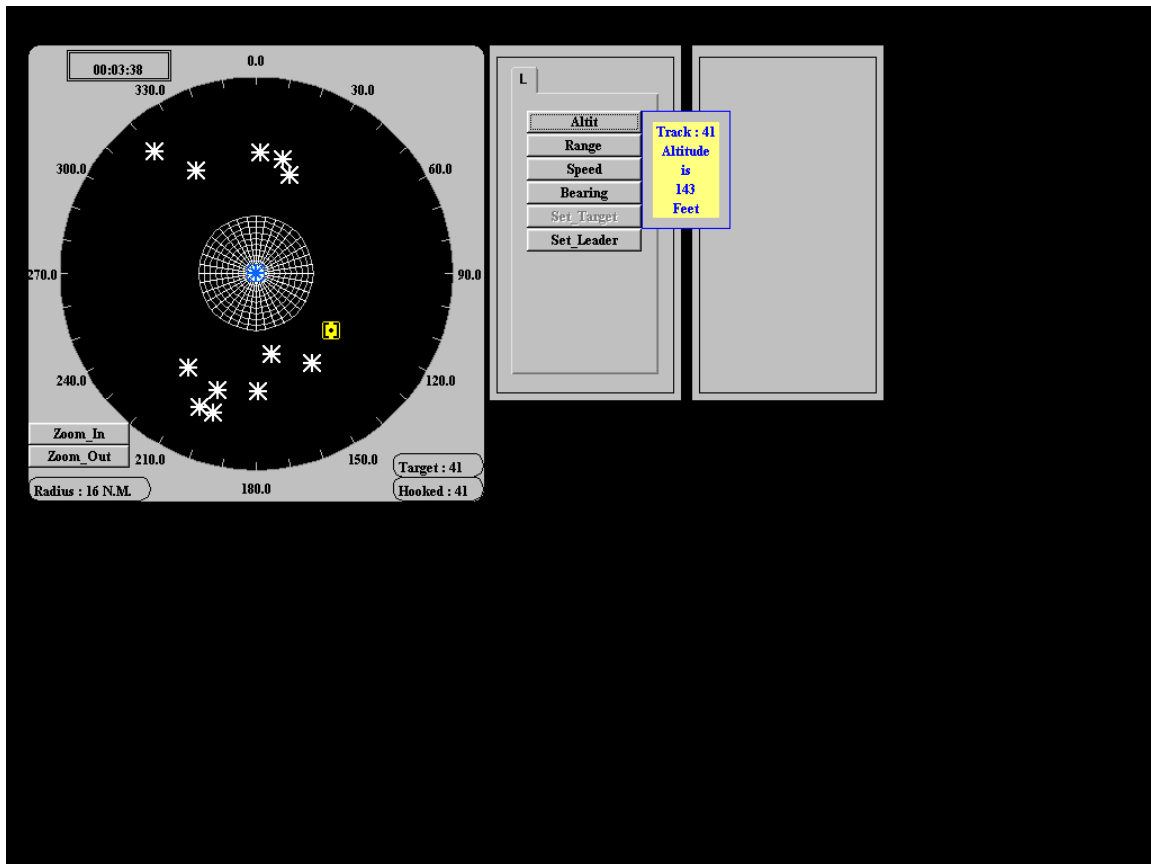 00:03:38
0.0
330.0
30.0
300.0
60.0
270.0
90.0
240.0
120.0
210.0
150.0
180.0
Zoom_In
Zoom_Out
Radius : 16 N.M.
Target : 41
Hooked : 41
L
Altit
Range
Speed
Bearing
Set_Target
Set_Leader
Track : 41
Altitude
is
143
Feet